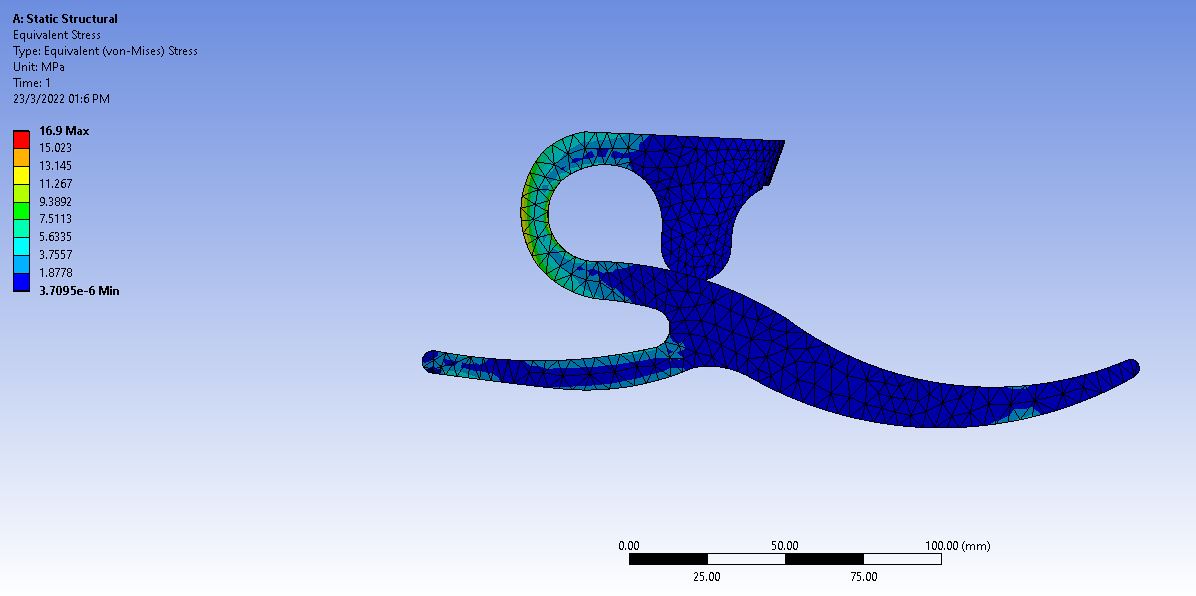 A: Static Structural
Equivalent Stress
Type: Equivalent (von-Mises) Stress
Unit: MPa
Time: 1
23/3/2022 01:6 PM
16.9 Max
15.023
13.145
11.267
9.3892
7.5113
5.6335
3.7557
1.8778
3.7095e-6 Min
0.00 50.00 100.00 (mm)
25.00 75.00